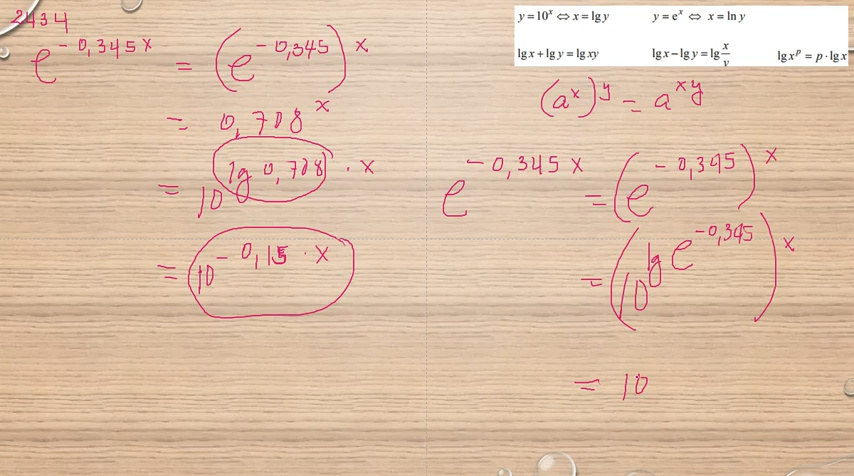 2434
e^{-0,345x} = (e^{-0,345})^x
= 0,708^x
= 10^{lg 0,708 · x}
= 10^{-0,15 · x}
y = 10^x ⇔ x = lg y    y = e^x ⇔ x = ln y
lg x + lg y = lg xy    lg x − lg y = lg x/y    lg x^p = p · lg x
(a^x)^y = a^{xy}
e^{-0,345x} = (e^{-0,345})^x
= (10^{lg e^{-0,345}})^x
= 10